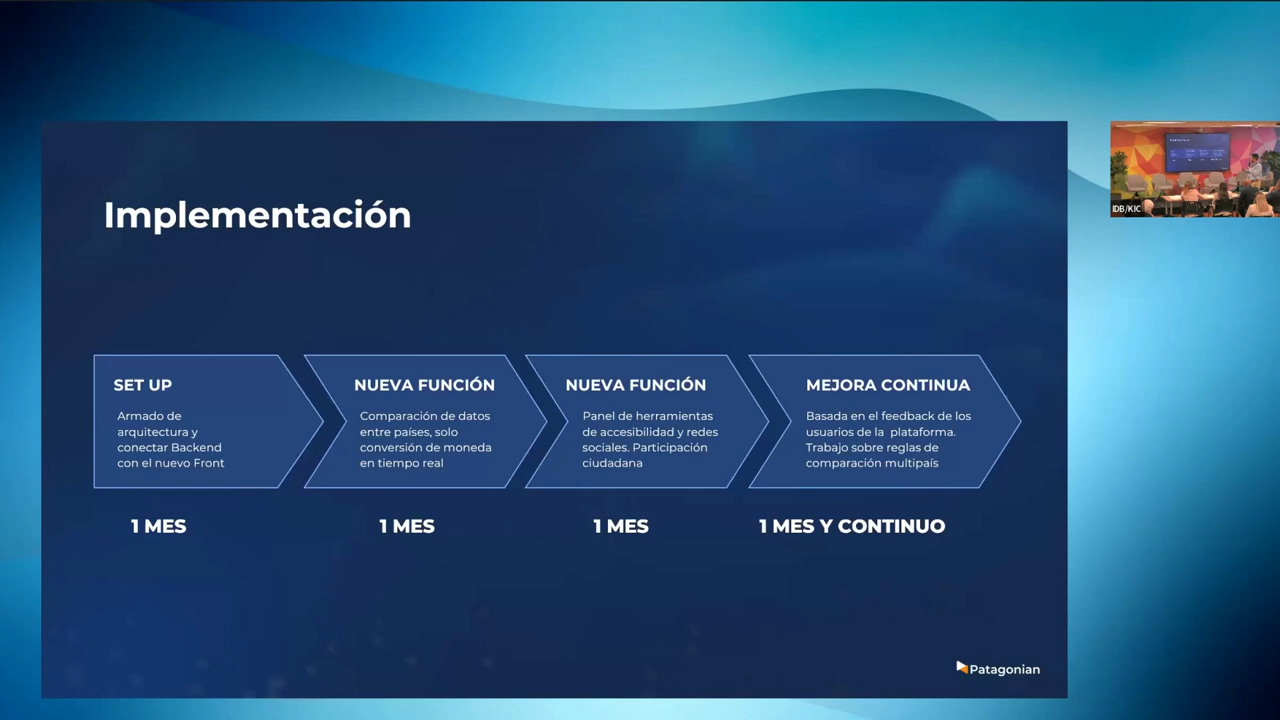 Implementación
SET UP
Armado de
arquitectura y
conectar Backend
con el nuevo Front
1 MES
NUEVA FUNCIÓN
Comparación de datos
entre países, solo
conversión de moneda
en tiempo real
1 MES
NUEVA FUNCIÓN
Panel de herramientas
de accesibilidad y redes
sociales. Participación
ciudadana
1 MES
MEJORA CONTINUA
Basada en el feedback de los
usuarios de la plataforma.
Trabajo sobre reglas de
comparación multipaís
1 MES Y CONTINUO
Patagonian
IDB/KIC